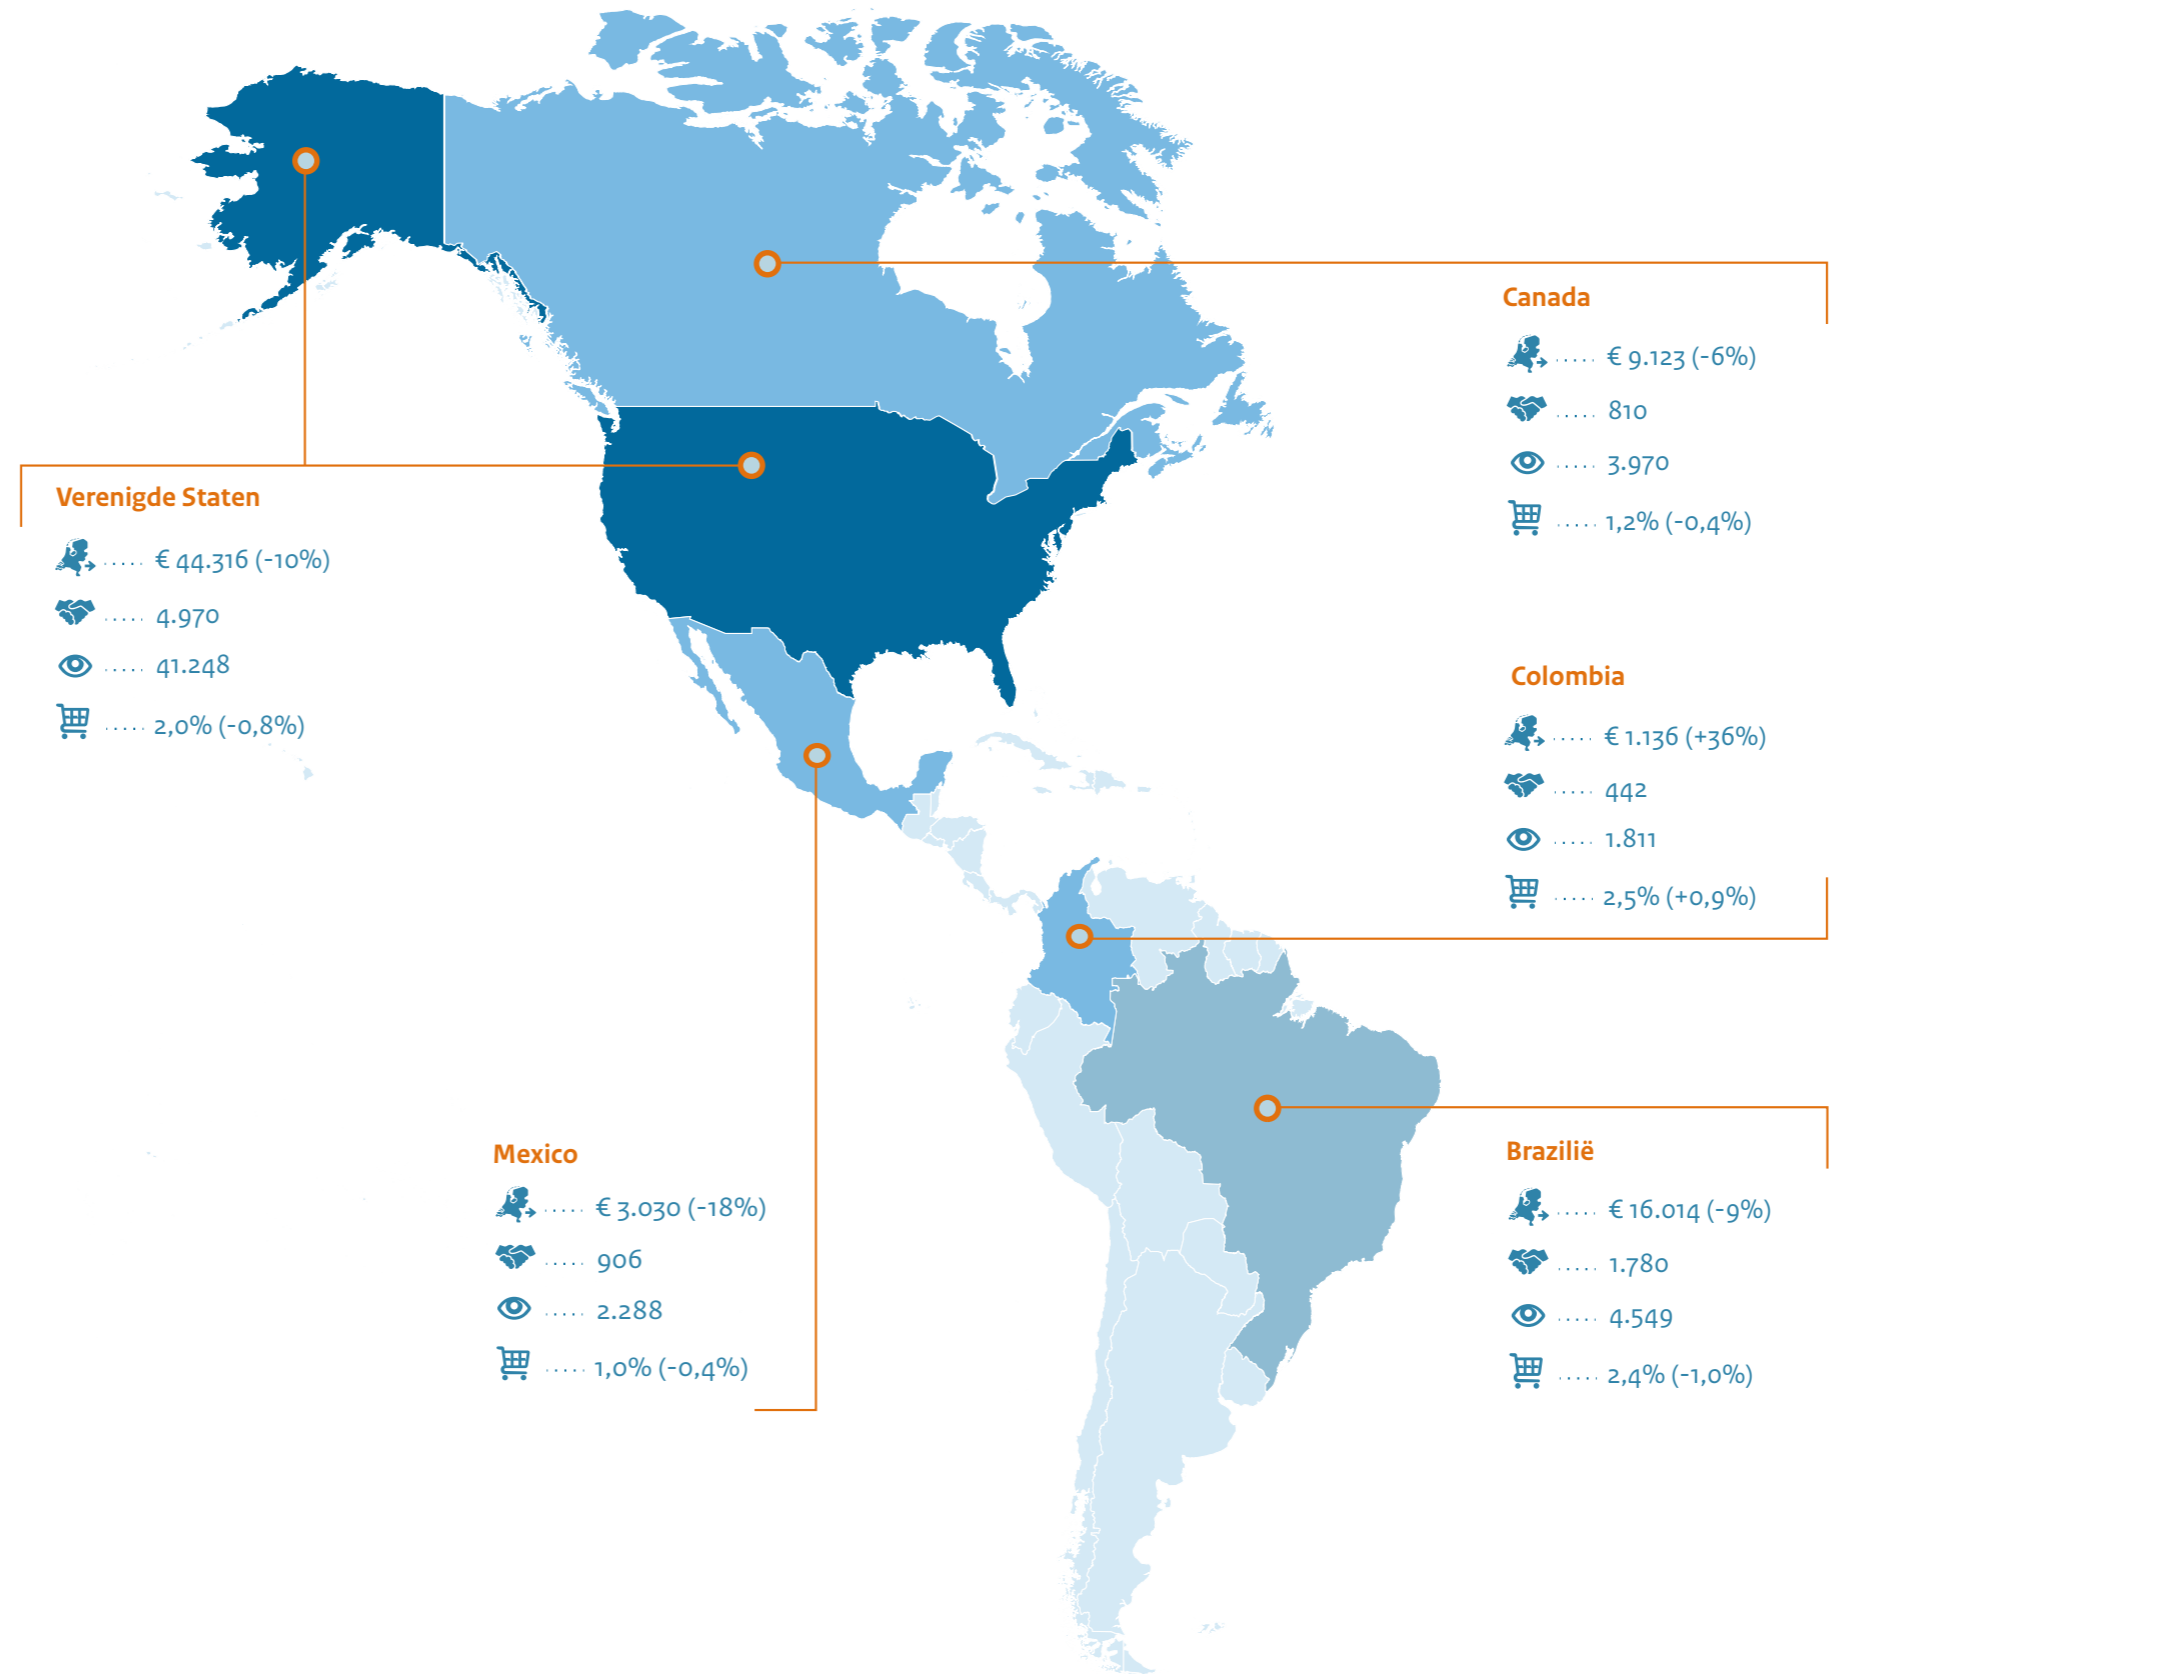 Canada
€ 9.123 (-6%)
810
3.970
1,2% (-0,4%)
Verenigde Staten
€ 44.316 (-10%)
4.970
41.248
2,0% (-0,8%)
Colombia
€ 1.136 (+36%)
442
1.811
2,5% (+0,9%)
Mexico
€ 3.030 (-18%)
906
2.288
1,0% (-0,4%)
Brazilië
€ 16.014 (-9%)
1.780
4.549
2,4% (-1,0%)